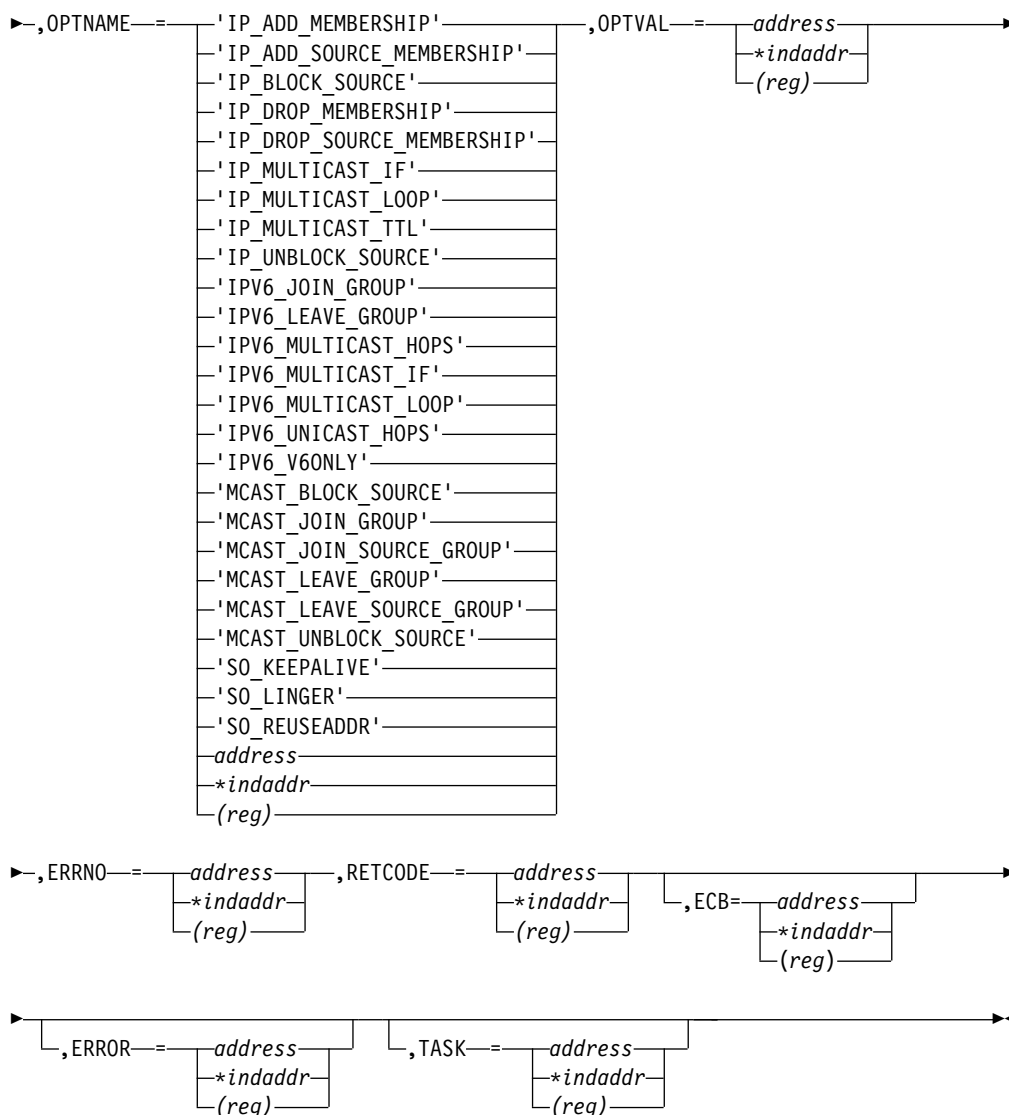 ,OPTNAME = 'IP_ADD_MEMBERSHIP' ,OPTVAL = address
'IP_ADD_SOURCE_MEMBERSHIP' *indaddr
'IP_BLOCK_SOURCE' (reg)
'IP_DROP_MEMBERSHIP'
'IP_DROP_SOURCE_MEMBERSHIP'
'IP_MULTICAST_IF'
'IP_MULTICAST_LOOP'
'IP_MULTICAST_TTL'
'IP_UNBLOCK_SOURCE'
'IPV6_JOIN_GROUP'
'IPV6_LEAVE_GROUP'
'IPV6_MULTICAST_HOPS'
'IPV6_MULTICAST_IF'
'IPV6_MULTICAST_LOOP'
'IPV6_UNICAST_HOPS'
'IPV6_V6ONLY'
'MCAST_BLOCK_SOURCE'
'MCAST_JOIN_GROUP'
'MCAST_JOIN_SOURCE_GROUP'
'MCAST_LEAVE_GROUP'
'MCAST_LEAVE_SOURCE_GROUP'
'MCAST_UNBLOCK_SOURCE'
'SO_KEEPALIVE'
'SO_LINGER'
'SO_REUSEADDR'
address
*indaddr
(reg)
,ERRNO = address ,RETCODE = address
*indaddr *indaddr ,ECB= address
(reg) (reg) *indaddr
(reg)
,ERROR = address ,TASK = address
*indaddr *indaddr
(reg) (reg)